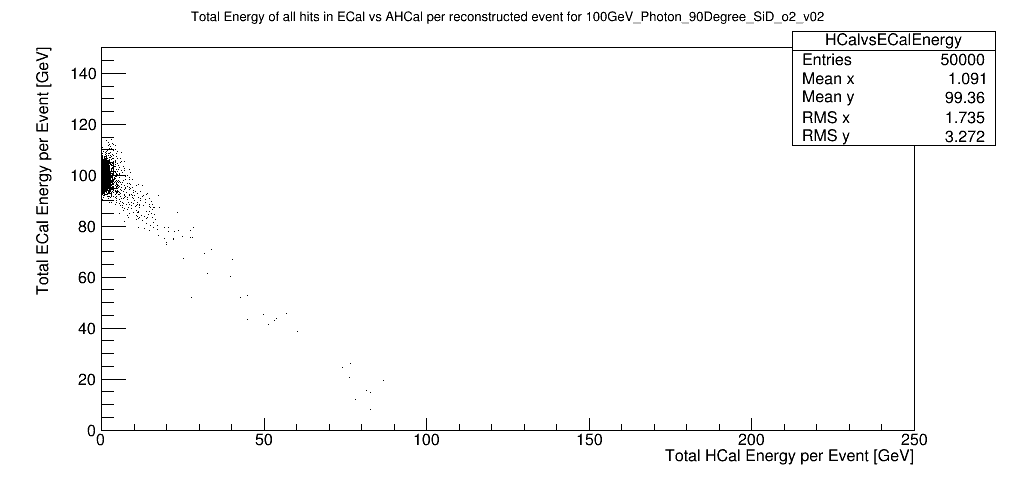 Total Energy of all hits in ECal vs AHCal per reconstructed event for 100GeV_Photon_90Degree_SiD_o2_v02
HCalvsECalEnergy
Entries 50000
Mean x 1.091
Mean y 99.36
RMS x 1.735
RMS y 3.272
Total ECal Energy per Event [GeV]
140
120
100
80
60
40
20
0
0 50 100 150 200 250
Total HCal Energy per Event [GeV]